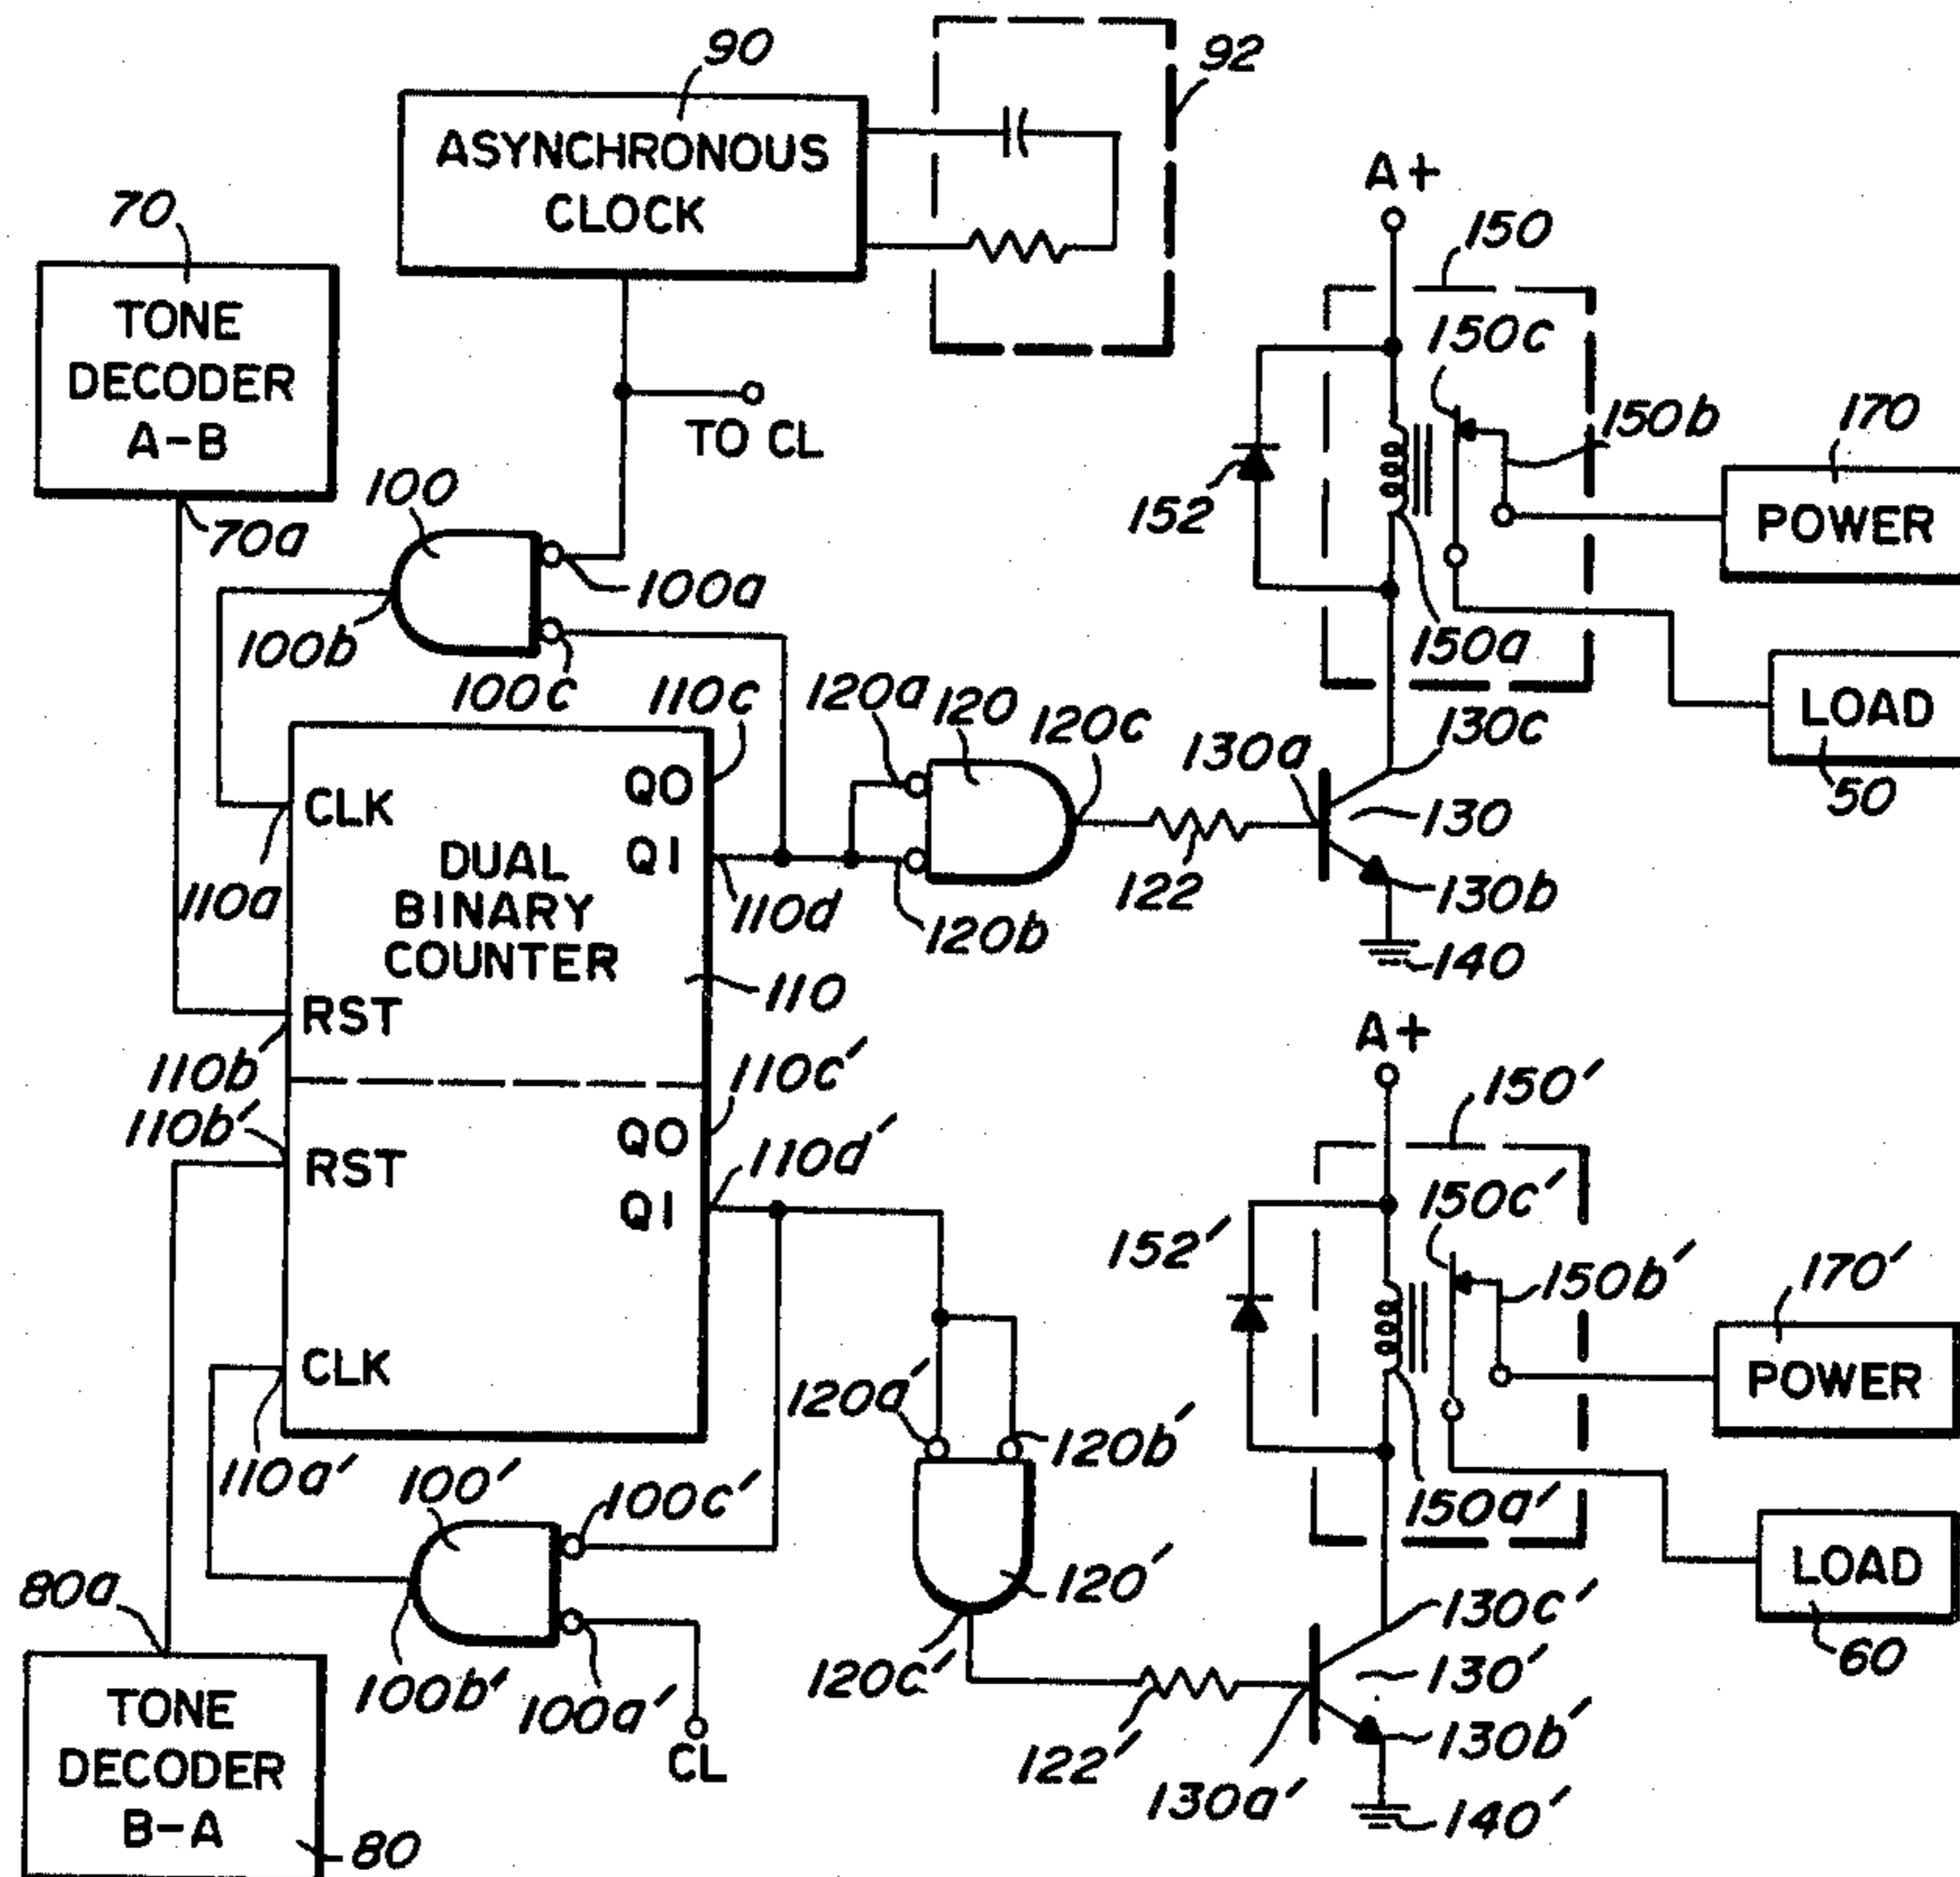 90
92
ASYNCHRONOUS
CLOCK
A+
70
150
TONE
DECODER
A-B
150c
TO CL
150b
170
100
152
POWER
70a
100a
150a
100b
100c
110c
120a
120
120c
130a
130c
LOAD
50
CLK
Q0
Q1
130
DUAL
BINARY
COUNTER
110a
110d
120b
122
130b
140
110
RST
A+
110b
110c'
150'
110b'
RST
Q0
110d'
150c'
Q1
152'
150b'
170'
CLK
120a'
120b'
POWER
110a'
100'
100c'
150a'
80a
120'
130c'
LOAD
60
100b'
100a'
120c'
130'
TONE
DECODER
B-A
CL
122'
130a'
130b'
140'
80